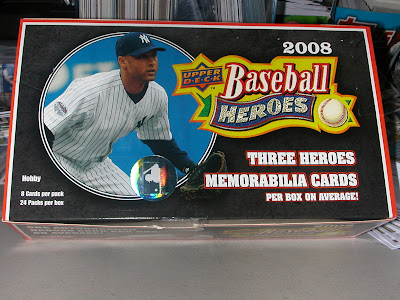 2008
UPPER
DECK
Baseball
HEROES
THREE HEROES
MEMORABILIA CARDS
PER BOX ON AVERAGE!
Hobby
8 Cards per pack
24 Packs per box